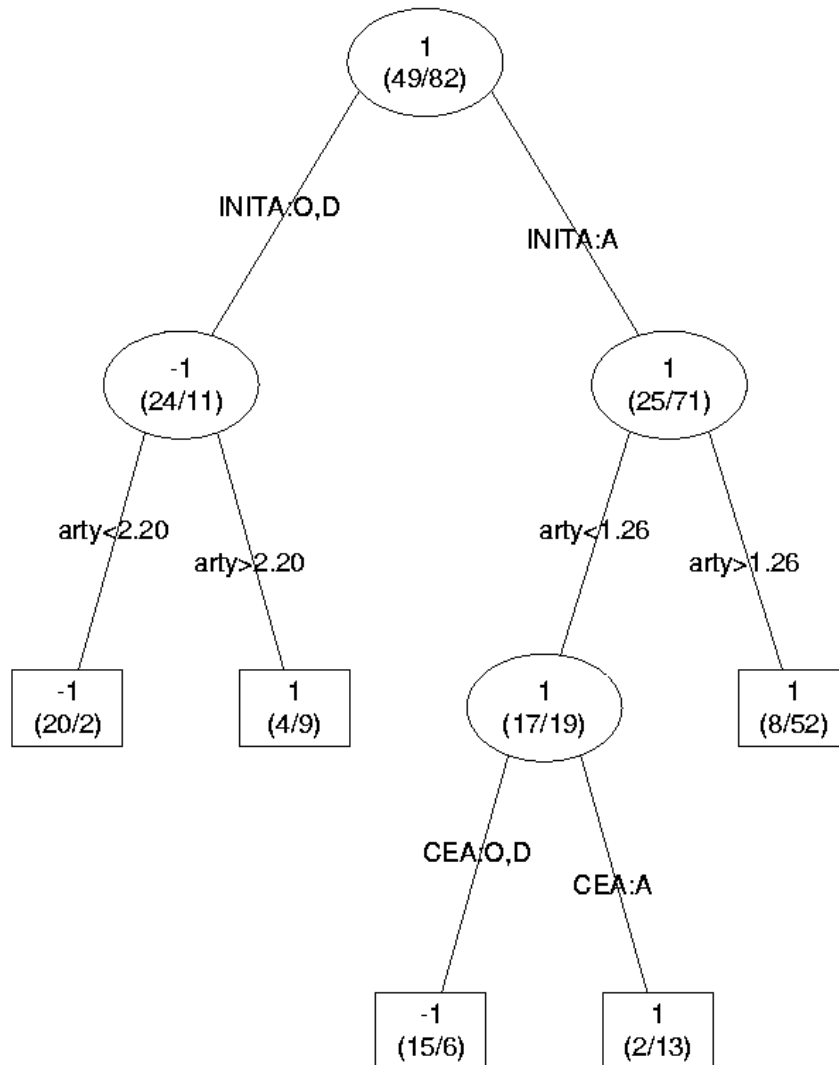 1
(49/82)
INITA:O,D
INITA:A
-1
(24/11)
1
(25/71)
arty<2.20
arty>2.20
arty<1.26
arty>1.26
-1
(20/2)
1
(4/9)
1
(17/19)
1
(8/52)
CEA:O,D
CEA:A
-1
(15/6)
1
(2/13)